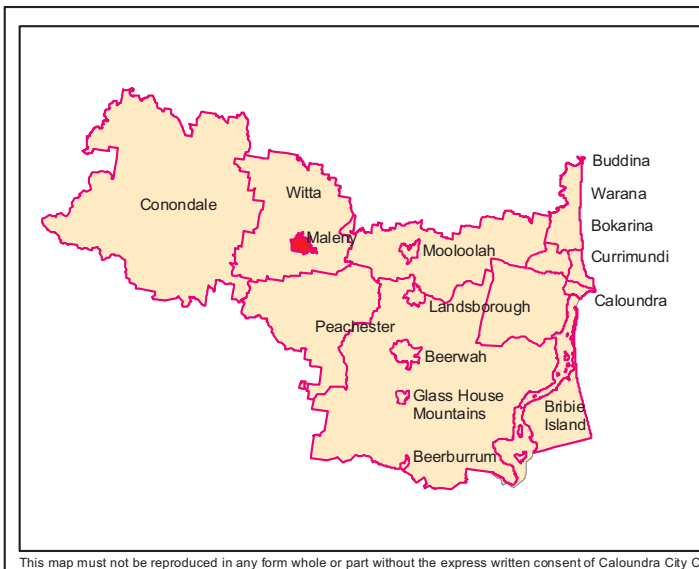 Buddina
Warana
Bokarina
Currimundi
Caloundra
Conondale
Witta
Maleny
Mooloolah
Landsborough
Peachester
Beerwah
Glass House
Mountains
Bribie
Island
Beerburrum
This map must not be reproduced in any form whole or part without the express written consent of Caloundra City C